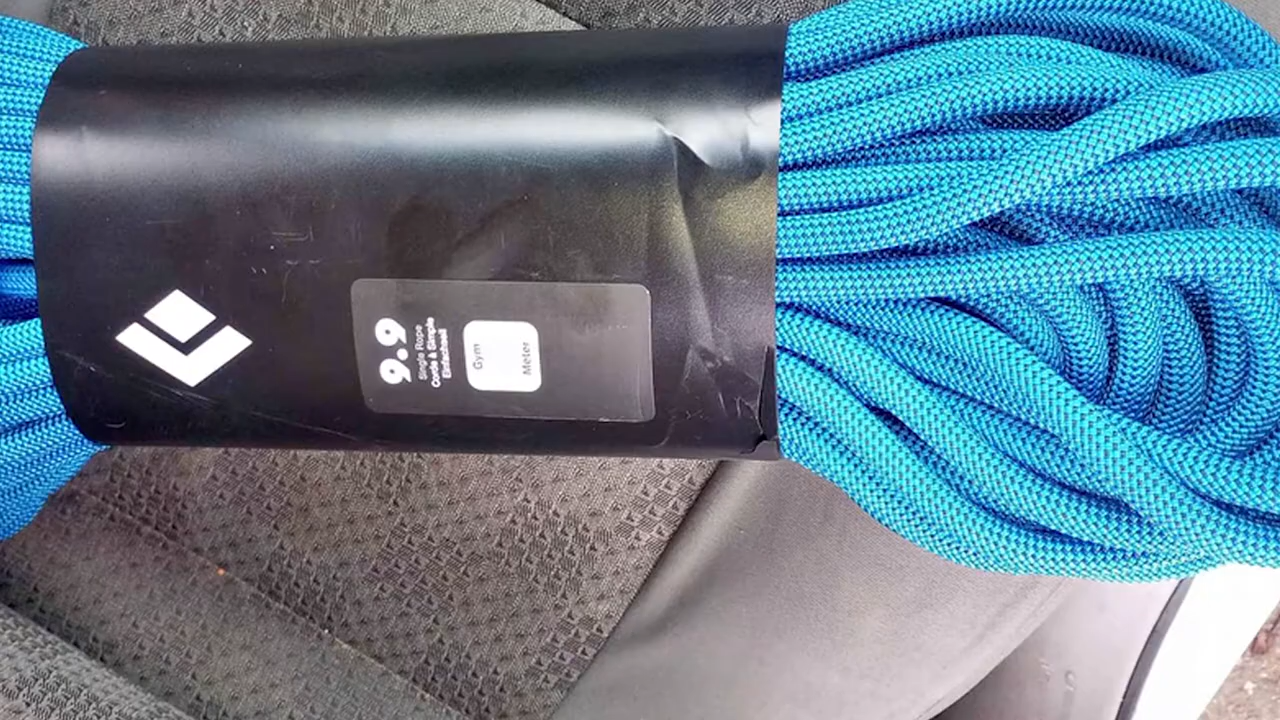 9.9
Single Rope
Corde à Simple
Einfachseil
Gym
Meter